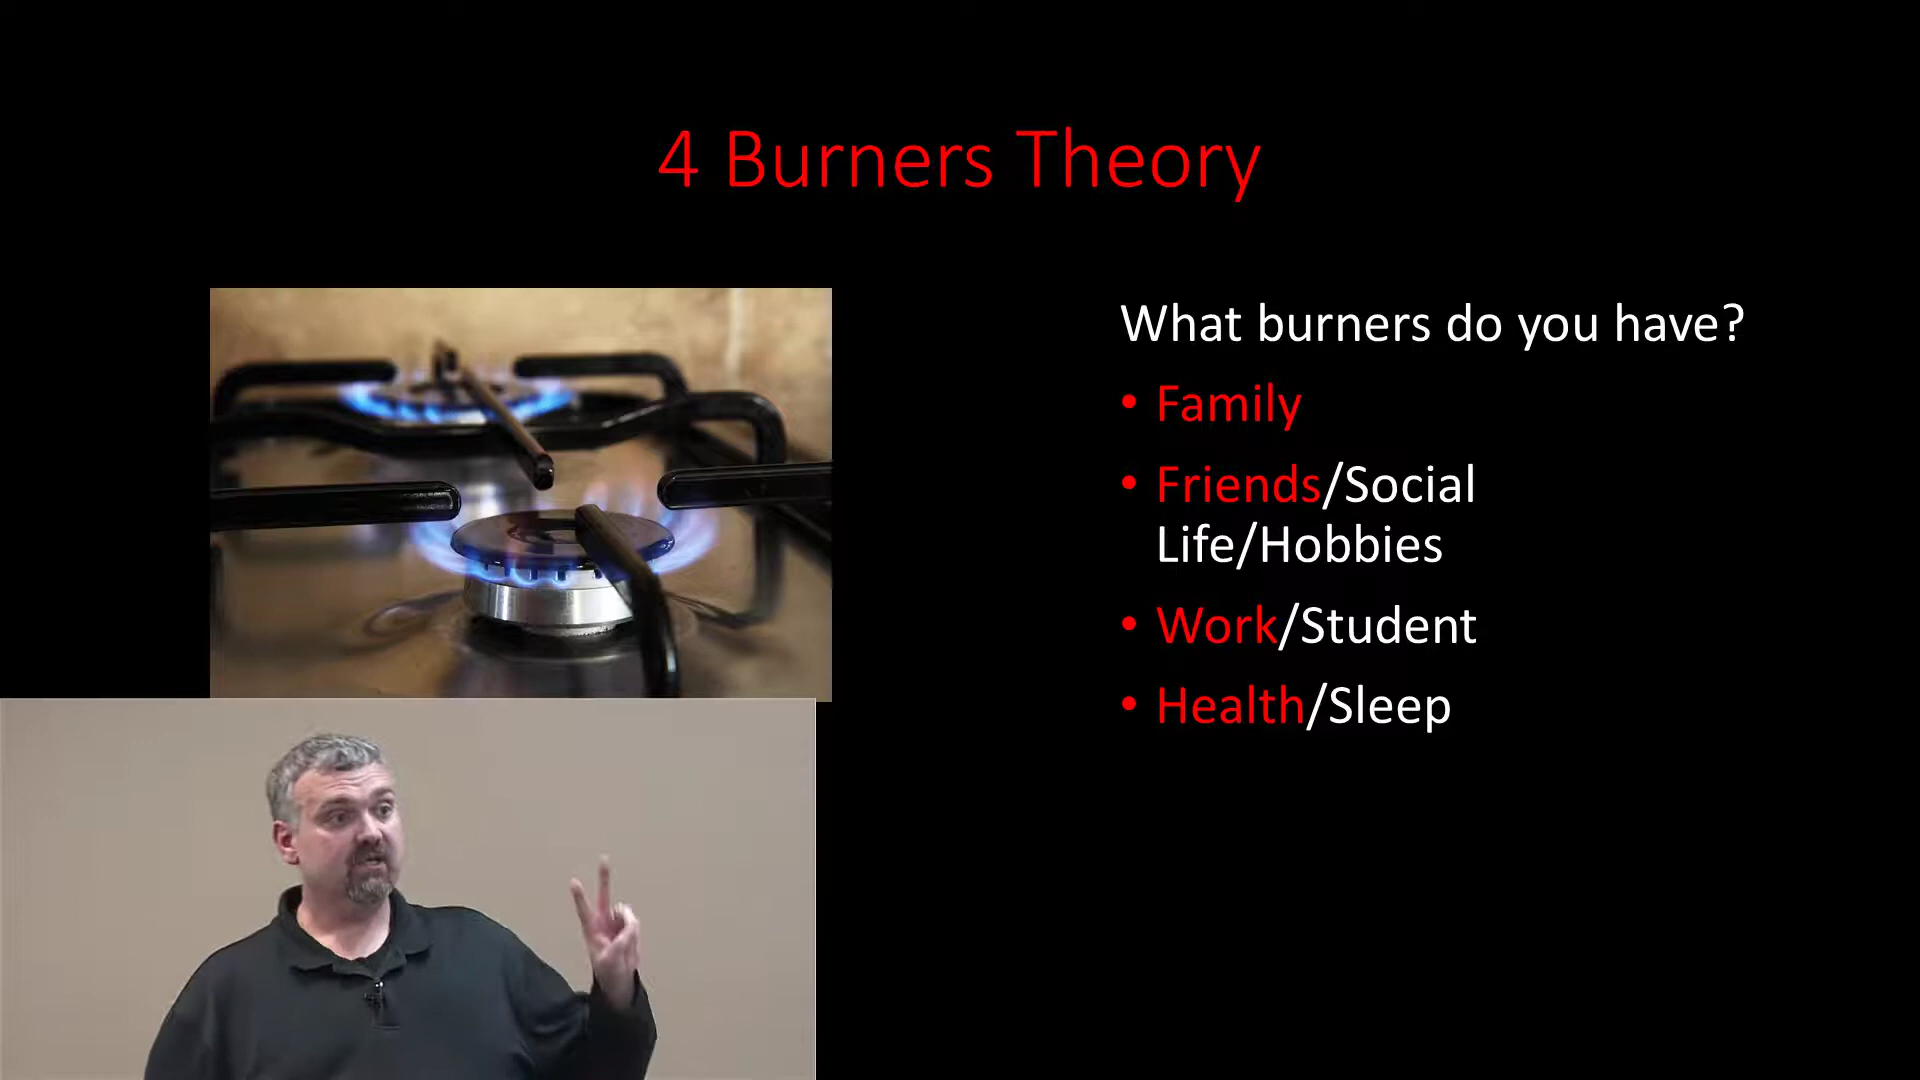 4 Burners Theory
What burners do you have?
• Family
• Friends/Social
Life/Hobbies
• Work/Student
• Health/Sleep